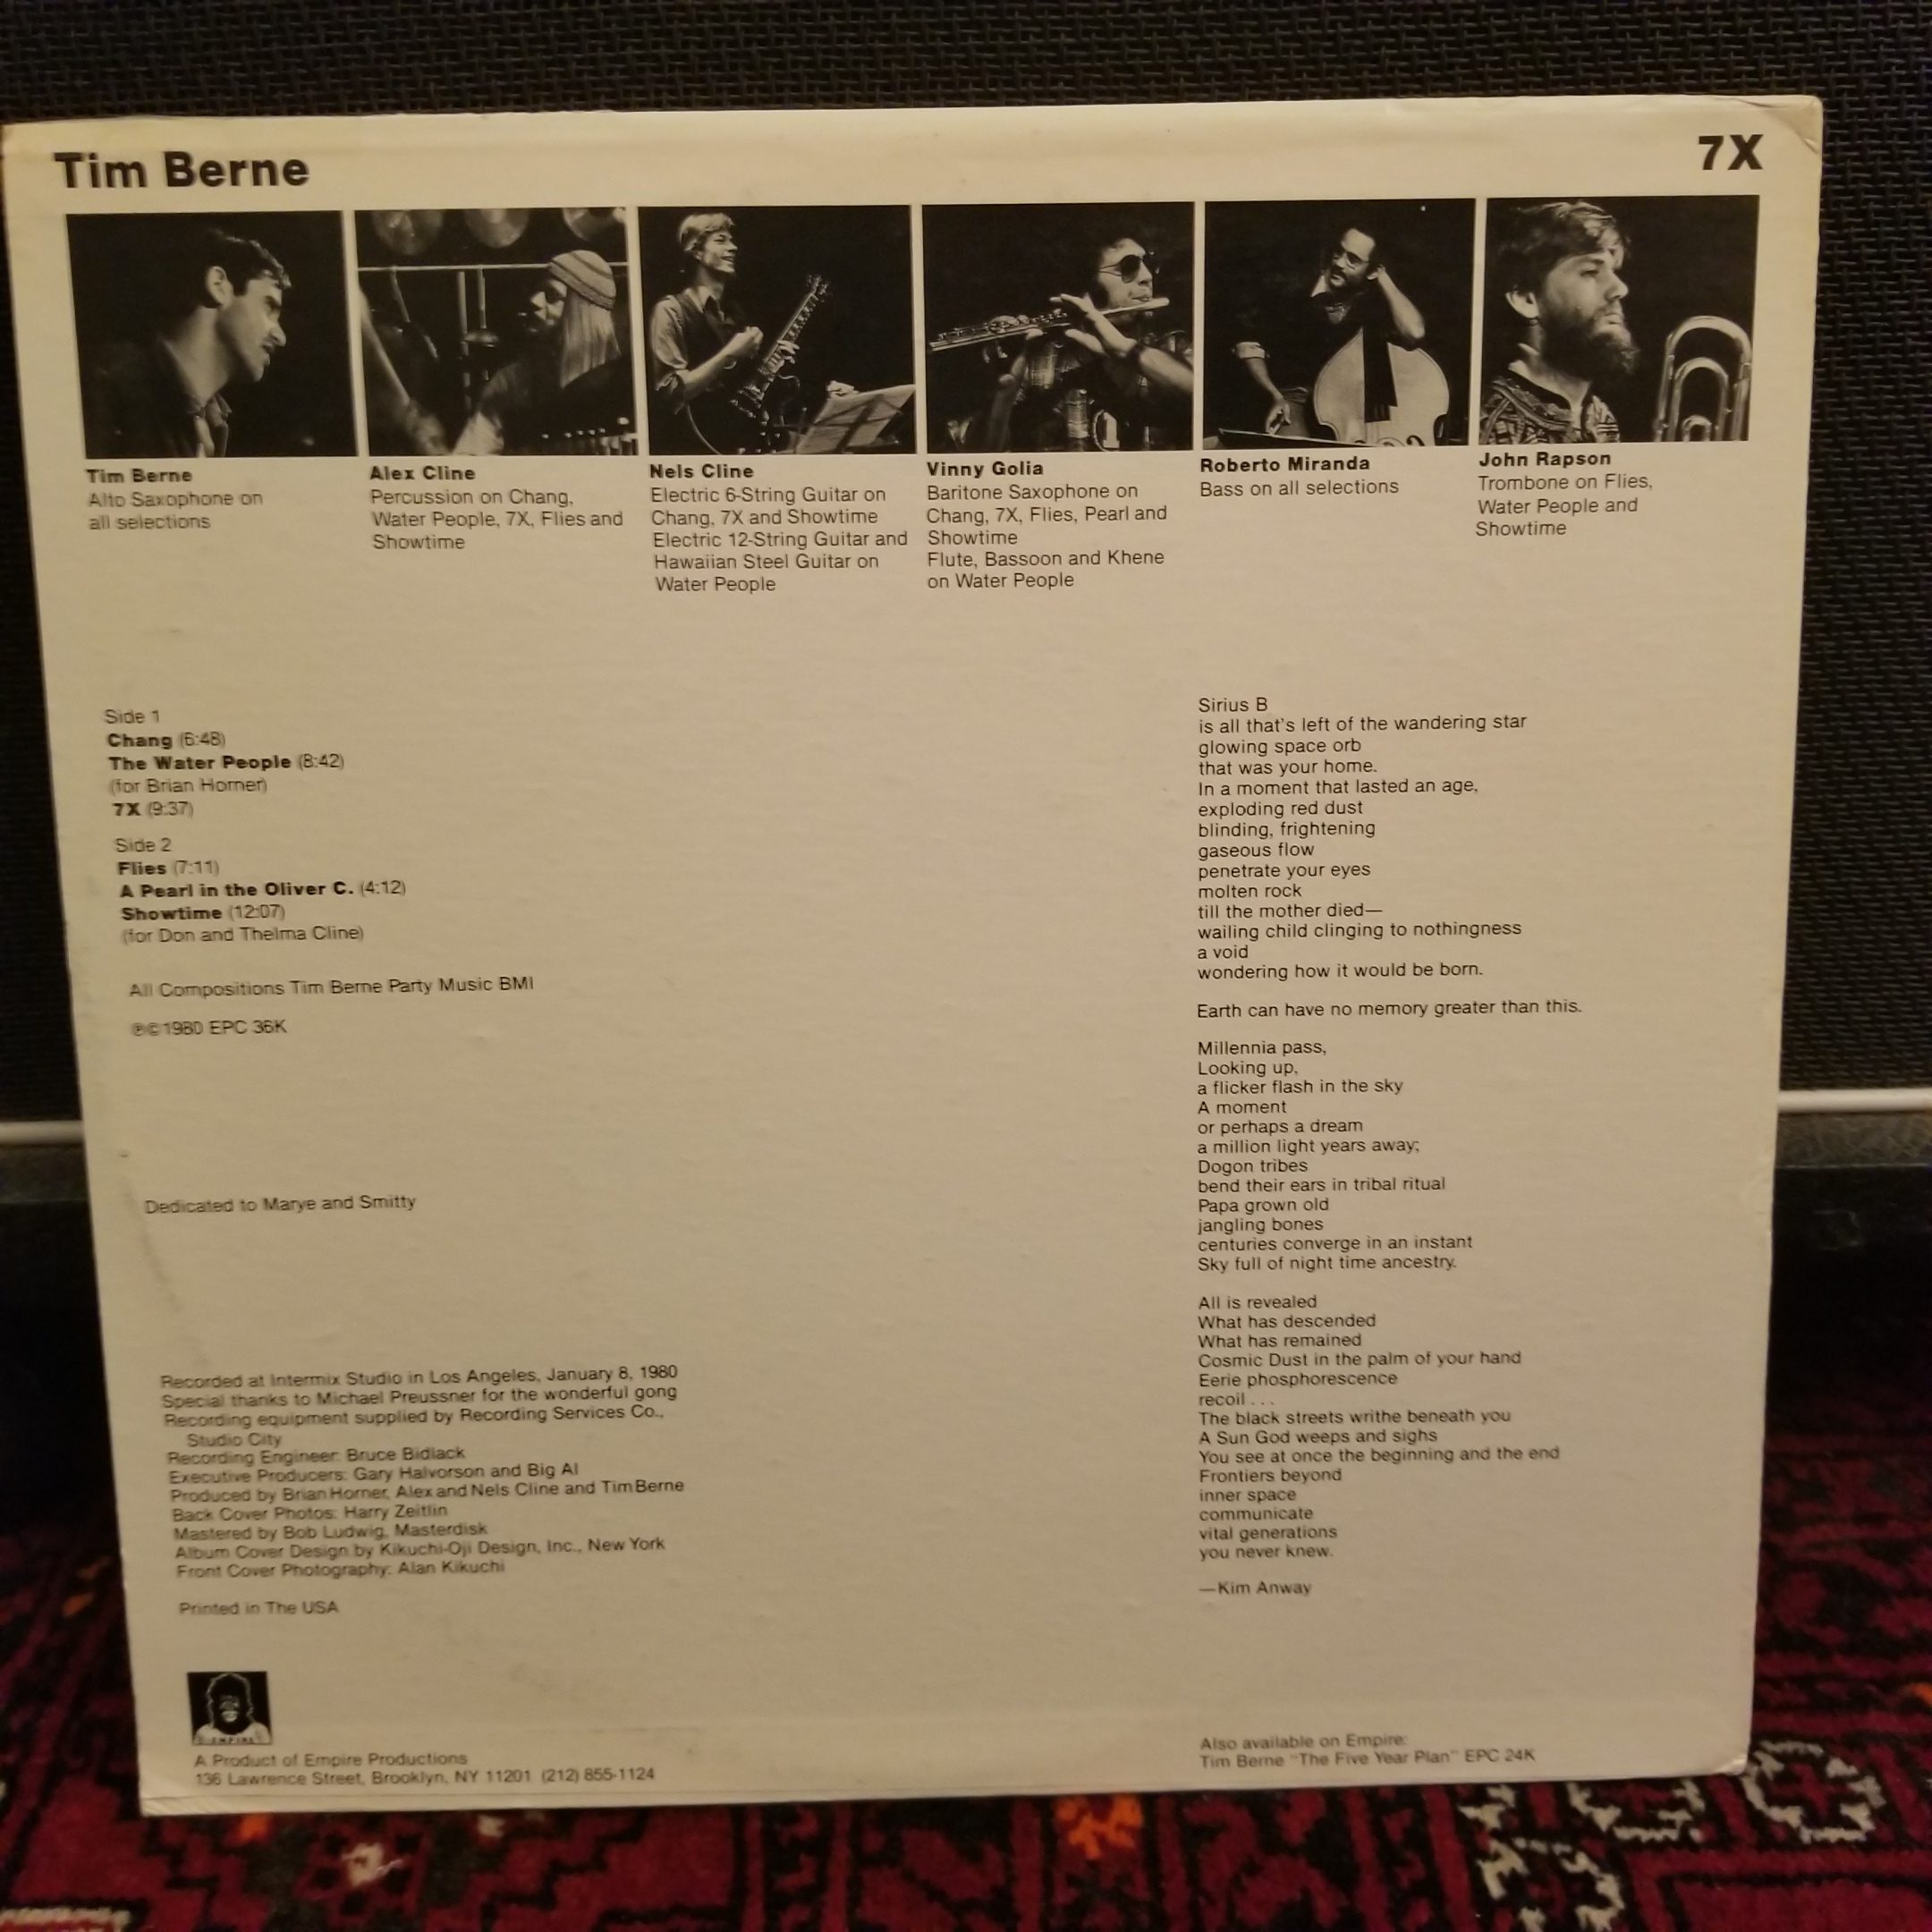 Tim Berne
7X
Tim Berne
Alto Saxophone on
all selections
Alex Cline
Percussion on Chang,
Water People, 7X, Flies and
Showtime
Nels Cline
Electric 6-String Guitar on
Chang, 7X and Showtime
Electric 12-String Guitar and
Hawaiian Steel Guitar on
Water People
Vinny Golia
Baritone Saxophone on
Chang, 7X, Flies, Pearl and
Showtime
Flute, Bassoon and Khene
on Water People
Roberto Miranda
Bass on all selections
John Rapson
Trombone on Flies,
Water People and
Showtime
Side 1
Chang (6:48)
The Water People (8:42)
(for Brian Horner)
7X (9:37)
Side 2
Flies (7:11)
A Pearl in the Oliver C. (4:12)
Showtime (12:07)
(for Don and Thelma Cline)
All Compositions Tim Berne Party Music BMI
℗©1980 EPC 36K
Dedicated to Marye and Smitty
Recorded at Intermix Studio in Los Angeles, January 8, 1980
Special thanks to Michael Preussner for the wonderful gong
Recording equipment supplied by Recording Services Co.,
Studio City
Recording Engineer: Bruce Bidlack
Executive Producers: Gary Halvorson and Big Al
Produced by Brian Horner, Alex and Nels Cline and Tim Berne
Back Cover Photos: Harry Zeitlin
Mastered by Bob Ludwig, Masterdisk
Album Cover Design by Kikuchi-Oji Design, Inc., New York
Front Cover Photography: Alan Kikuchi
Printed in The USA
EMPIRE
A Product of Empire Productions
136 Lawrence Street, Brooklyn, NY 11201 (212) 855-1124
Sirius B
is all that's left of the wandering star
glowing space orb
that was your home.
In a moment that lasted an age,
exploding red dust
blinding, frightening
gaseous flow
penetrate your eyes
molten rock
till the mother died—
wailing child clinging to nothingness
a void
wondering how it would be born.
Earth can have no memory greater than this.
Millennia pass,
Looking up,
a flicker flash in the sky
A moment
or perhaps a dream
a million light years away;
Dogon tribes
bend their ears in tribal ritual
Papa grown old
jangling bones
centuries converge in an instant
Sky full of night time ancestry.
All is revealed
What has descended
What has remained
Cosmic Dust in the palm of your hand
Eerie phosphorescence
recoil . . .
The black streets writhe beneath you
A Sun God weeps and sighs
You see at once the beginning and the end
Frontiers beyond
inner space
communicate
vital generations
you never knew.
—Kim Anway
Also available on Empire:
Tim Berne "The Five Year Plan" EPC 24K